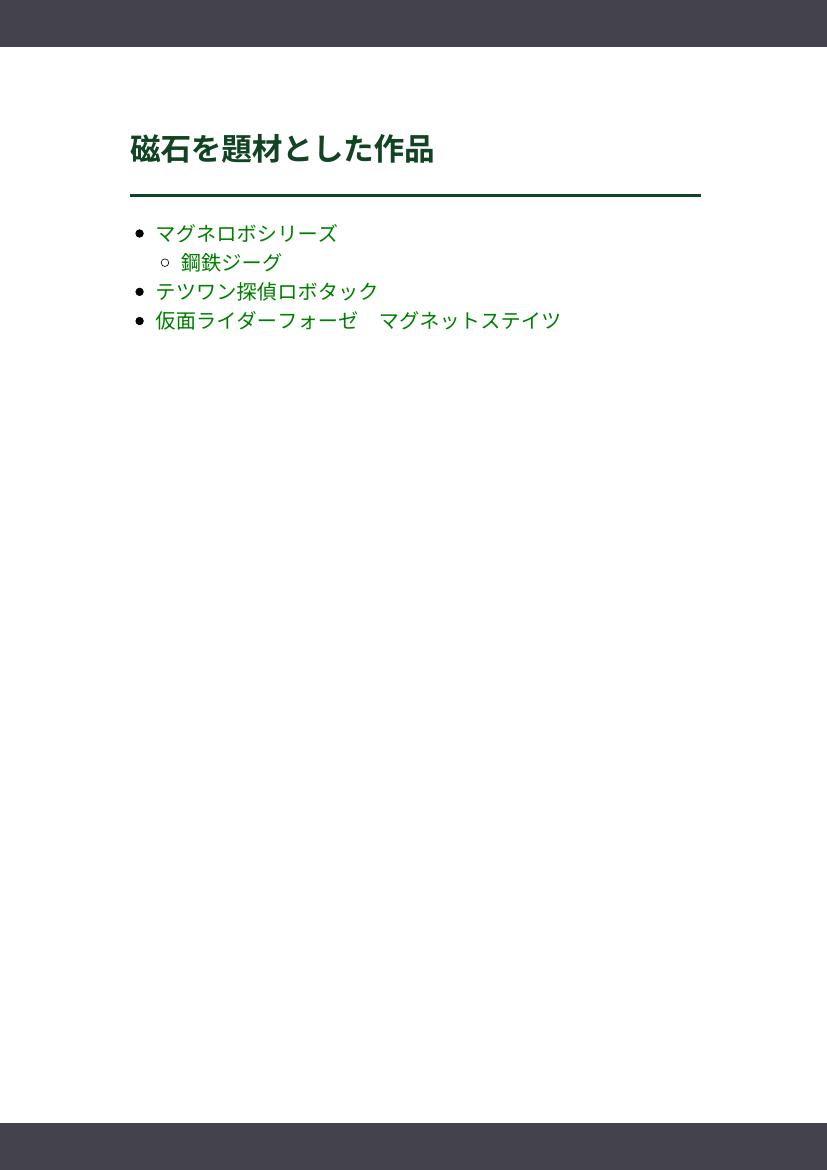 磁石を題材とした作品
マグネロボシリーズ
鋼鉄ジーグ
テツワン探偵ロボタック
仮面ライダーフォーゼ　マグネットステイツ